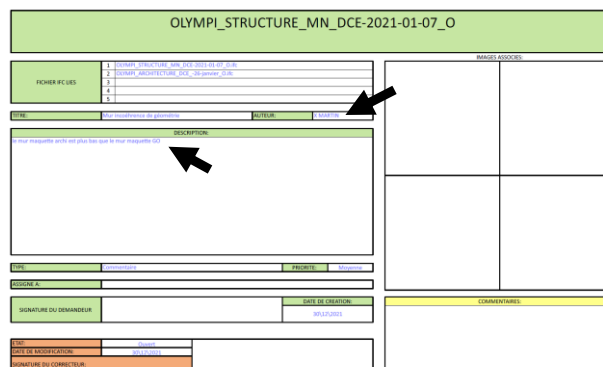 OLYMPI_STRUCTURE_MN_DCE-2021-01-07_O
IMAGES ASSOCIES:
FICHIER IFC LIES
1 OLYMPI_STRUCTURE_MN_DCE-2021-01-07_O.ifc
2 OLYMPI_ARCHITECTURE_DCE_-26-janvier_O.ifc
3
4
5
TITRE: Mur incohérence de géométrie AUTEUR: Y MARTIN
DESCRIPTION:
le mur maquette archi est plus bas que le mur maquette GO
TYPE: Commentaire PRIORITE: Moyenne
ASSIGNE A:
SIGNATURE DU DEMANDEUR
DATE DE CREATION:
30\12\2021
COMMENTAIRES:
ETAT: Ouvert
DATE DE MODIFICATION: 30\12\2021
SIGNATURE DU CORRECTEUR: